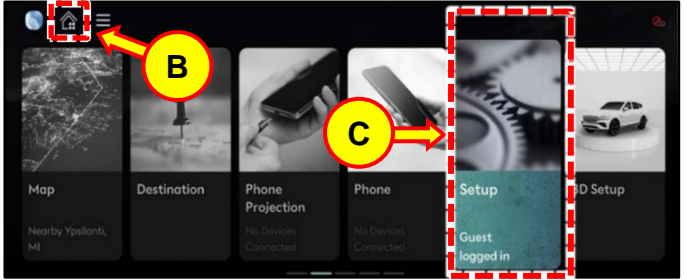 B
C
Map
Nearby Ypsilanti,
MI
Destination
Phone
Projection
No Devices
Connected
Phone
No Devices
Connected
Setup
Guest
logged in
3D Setup